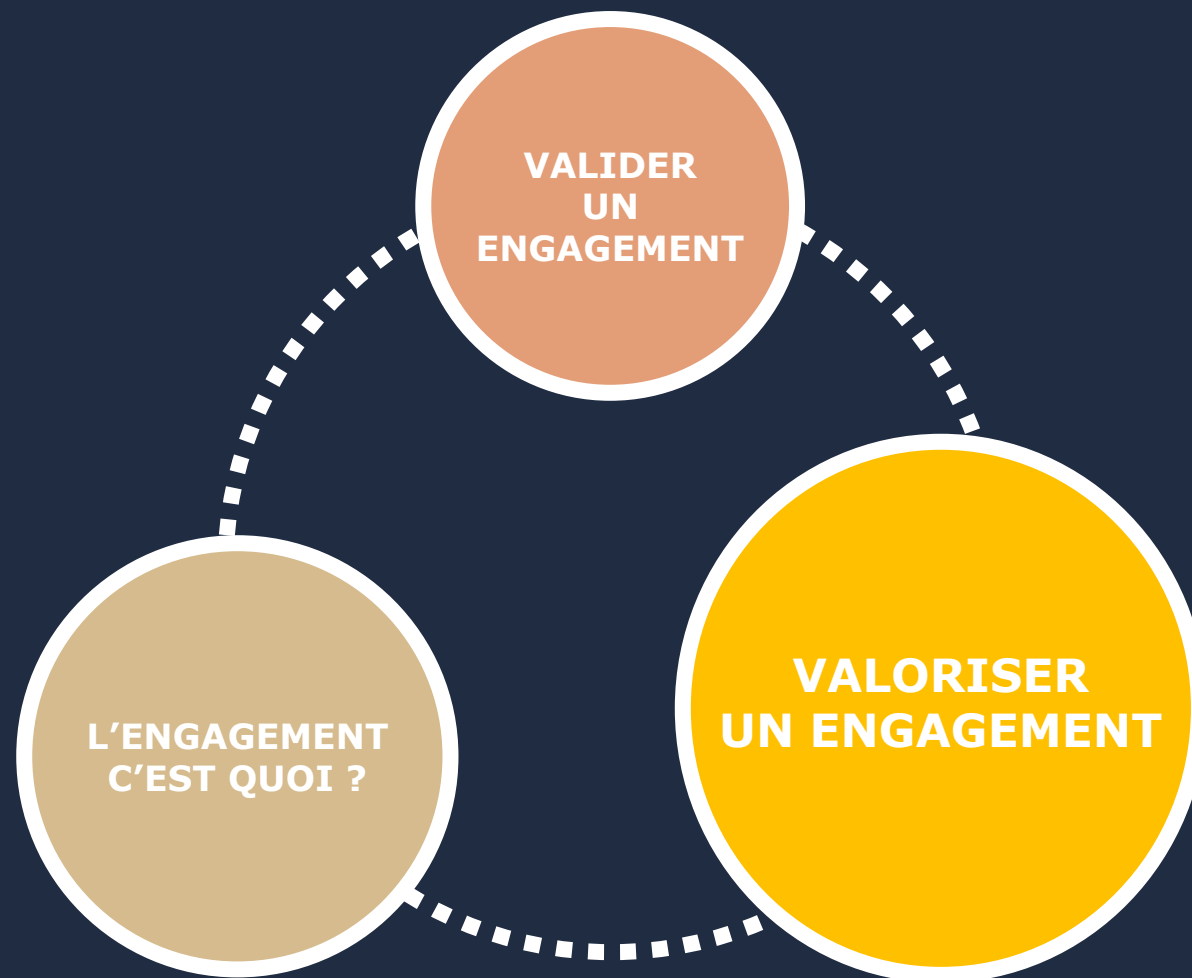 VALIDER
UN
ENGAGEMENT
VALORISER
UN ENGAGEMENT
L’ENGAGEMENT
C’EST QUOI ?